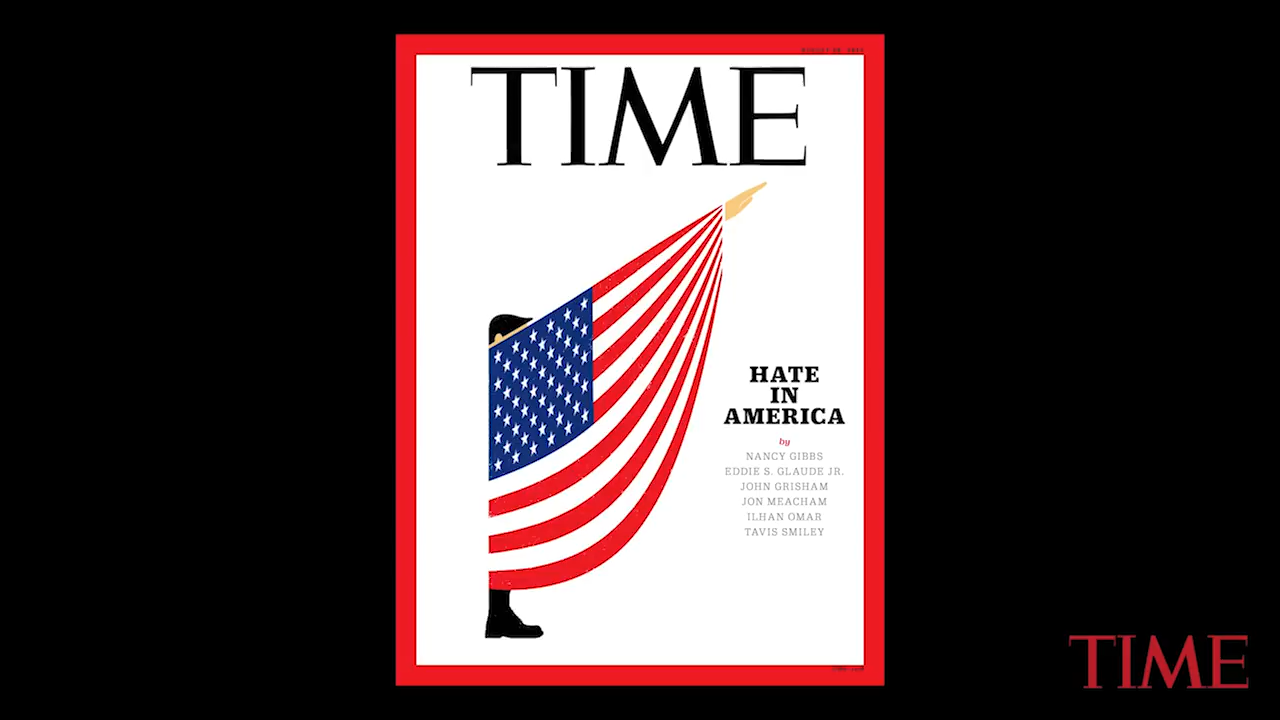 TIME
HATE
IN
AMERICA
by
NANCY GIBBS
EDDIE S. GLAUDE JR.
JOHN GRISHAM
JON MEACHAM
ILHAN OMAR
TAVIS SMILEY
TIME